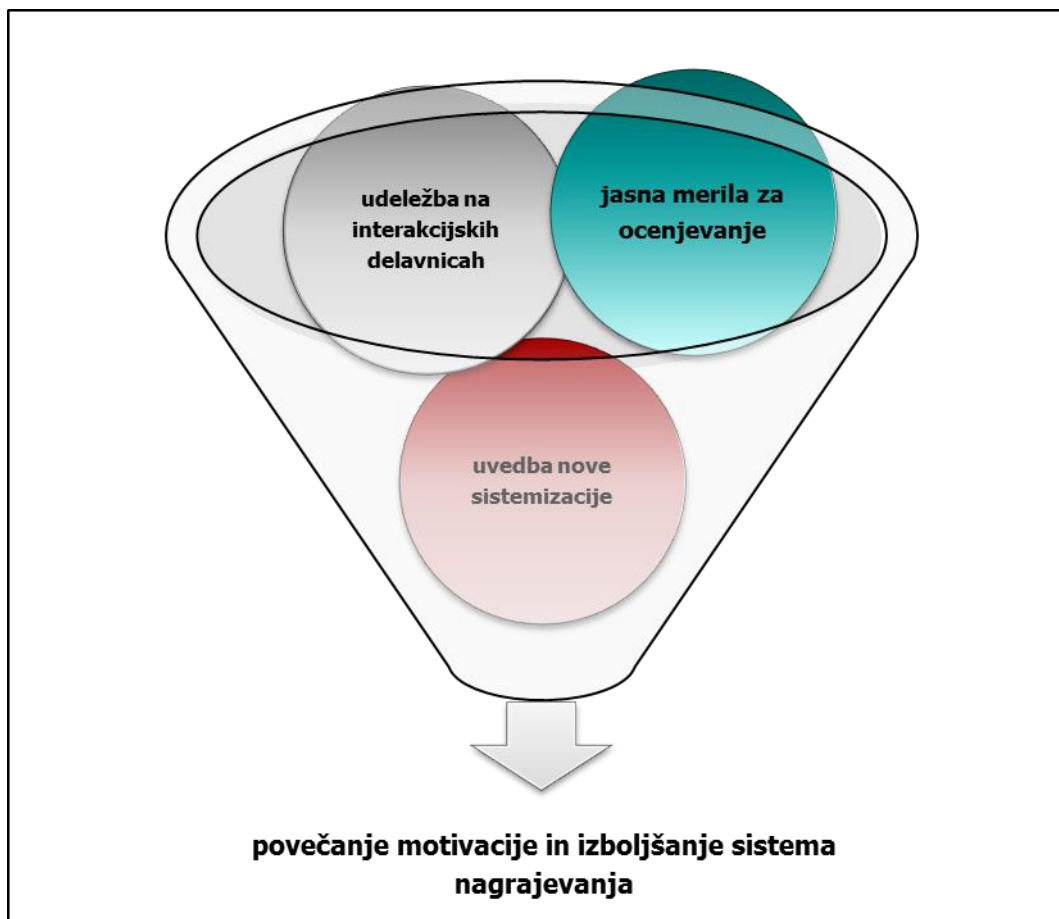 udeležba na
interakcijskih
delavnicah
jasna merila za
ocenjevanje
uvedba nove
sistemizacije
povečanje motivacije in izboljšanje sistema
nagrajevanja